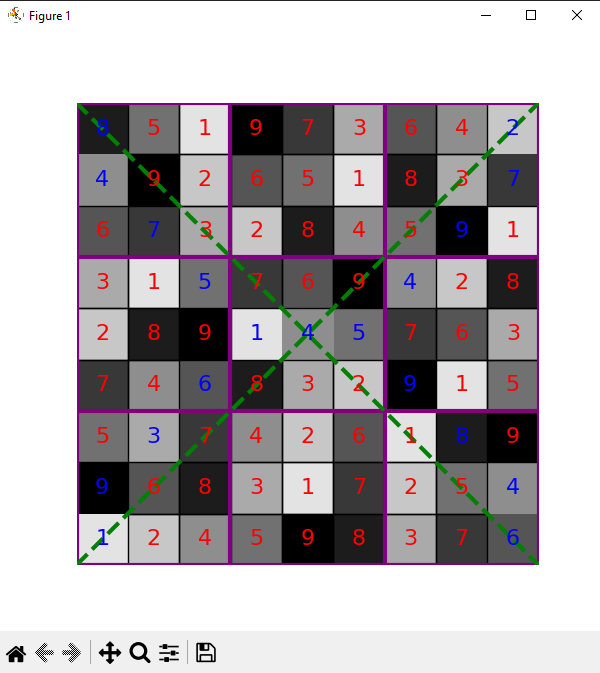 Figure 1
8 5 1 9 7 3 6 4 2
4 9 2 6 5 1 8 3 7
6 7 3 2 8 4 5 9 1
3 1 5 7 6 9 4 2 8
2 8 9 1 4 5 7 6 3
7 4 6 8 3 2 9 1 5
5 3 7 4 2 6 1 8 9
9 6 8 3 1 7 2 5 4
1 2 4 5 9 8 3 7 6